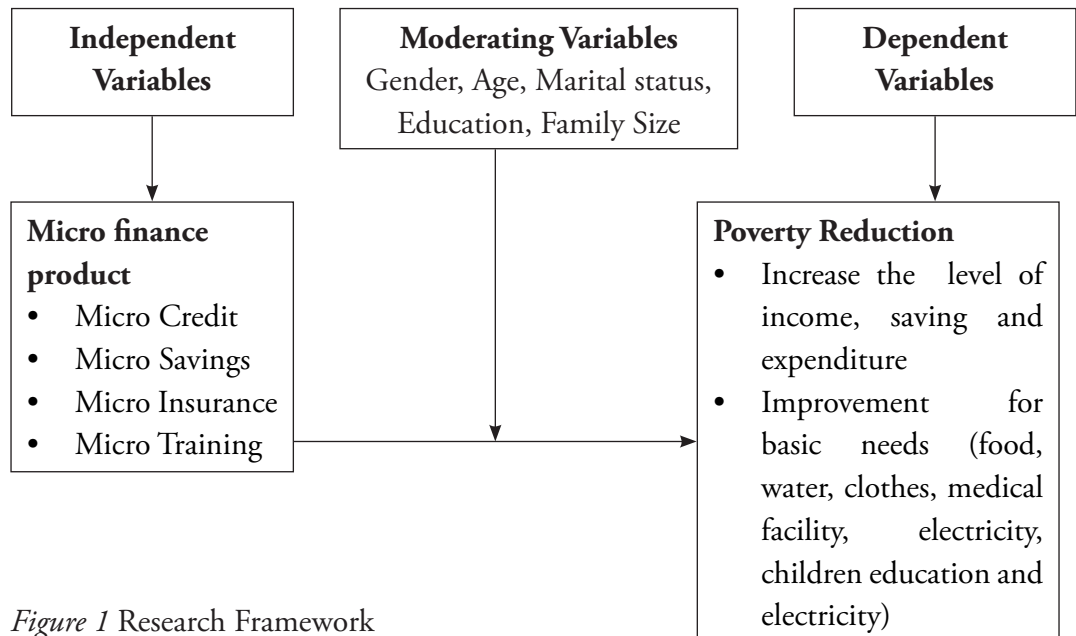 Independent
Variables
Moderating Variables
Gender, Age, Marital status,
Education, Family Size
Dependent
Variables
Micro finance
product
• Micro Credit
• Micro Savings
• Micro Insurance
• Micro Training
Poverty Reduction
• Increase the level of
income, saving and
expenditure
• Improvement for
basic needs (food,
water, clothes, medical
facility, electricity,
children education and
electricity)
Figure 1 Research Framework